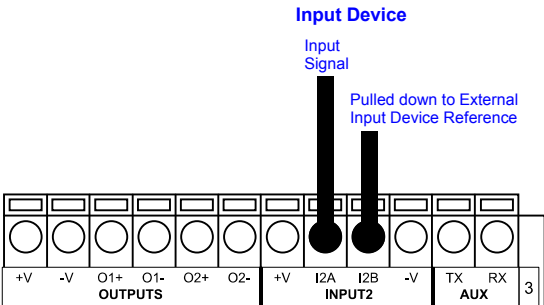 Input Device
Input
Signal
Pulled down to External
Input Device Reference
+V -V O1+ O1- O2+ O2- +V I2A I2B -V TX RX 3
OUTPUTS INPUT2 AUX